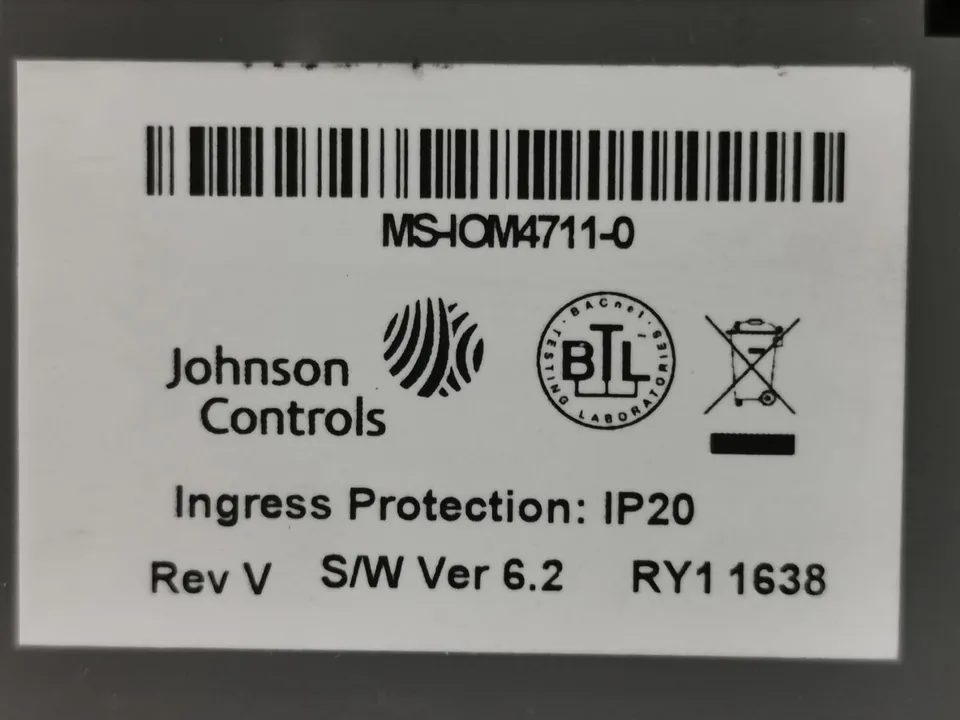 MS-IOM4711-0
Johnson
Controls
BACnet · TESTING LABORATORIES ·
BTL
Ingress Protection: IP20
Rev V S/W Ver 6.2 RY1 1638